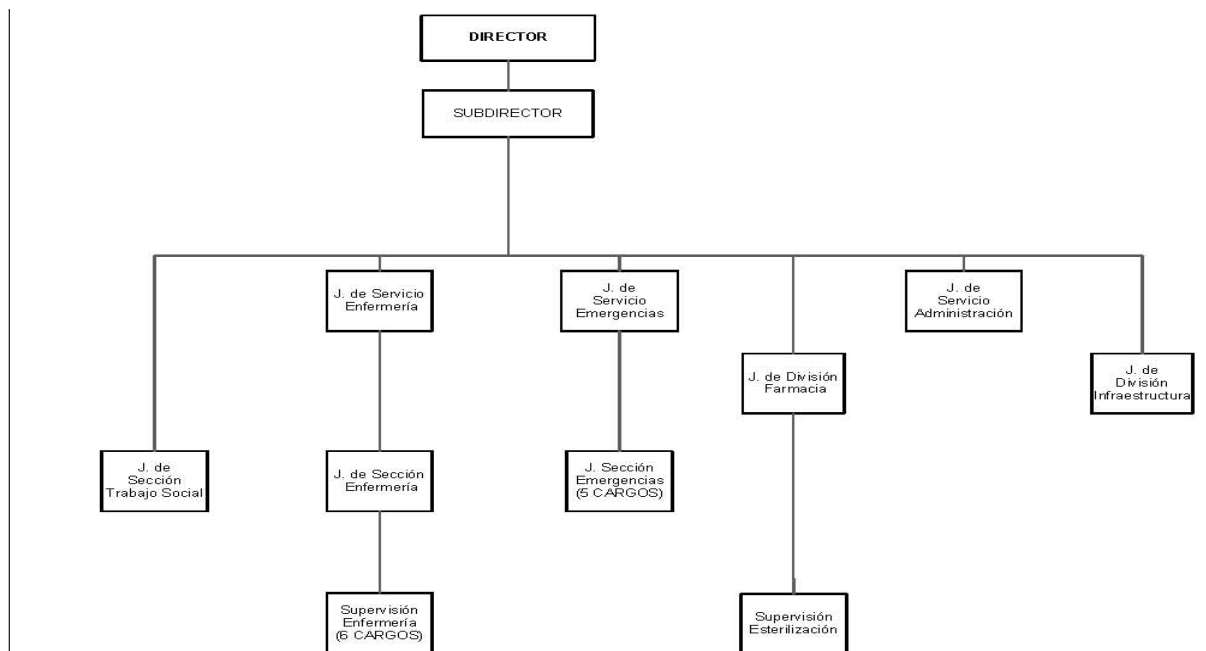 DIRECTOR
SUBDIRECTOR
J. de Servicio
Enfermería
J. de
Servicio
Emergencias
J. de
Servicio
Administración
J. de División
Farmacia
J. de
División
Infraestructura
J. de
Sección
Trabajo Social
J. de Sección
Enfermería
J. Sección
Emergencias
(5 CARGOS)
Supervisión
Enfermería
(6 CARGOS)
Supervisión
Esterilización